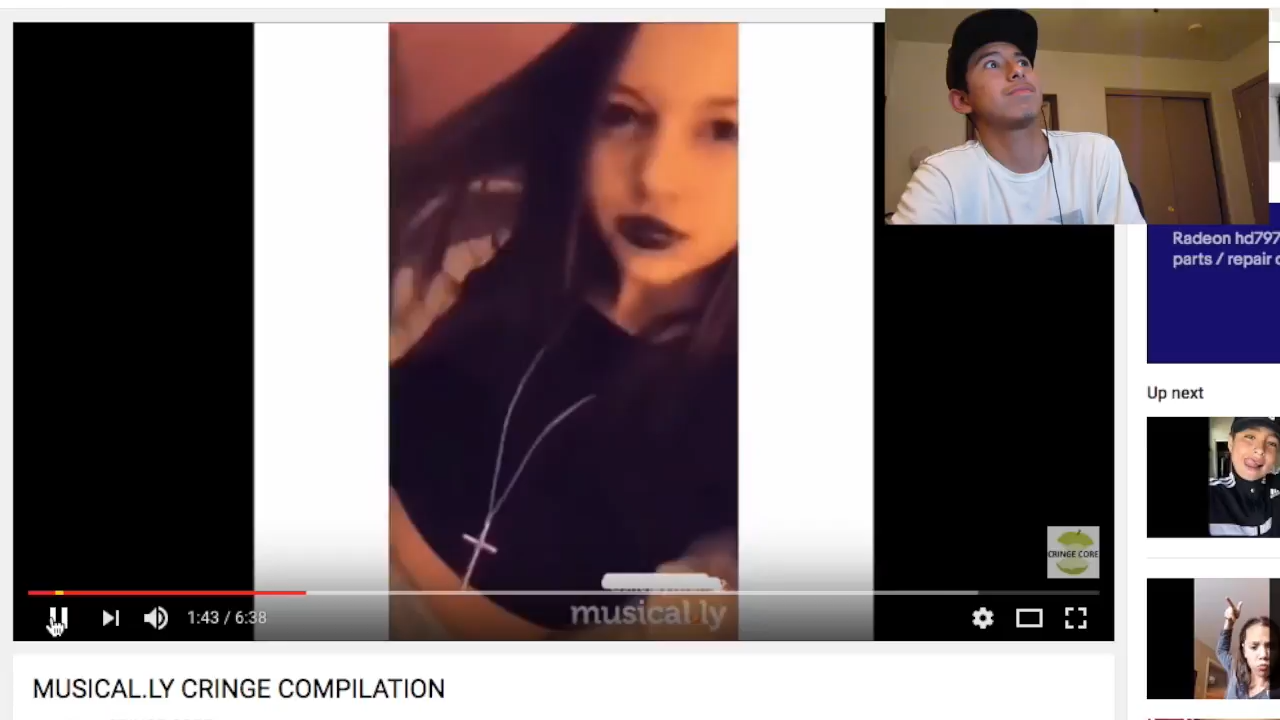 Radeon hd797
parts / repair
Up next
CRINGE CORE
musical.ly
1:43 / 6:38
MUSICAL.LY CRINGE COMPILATION